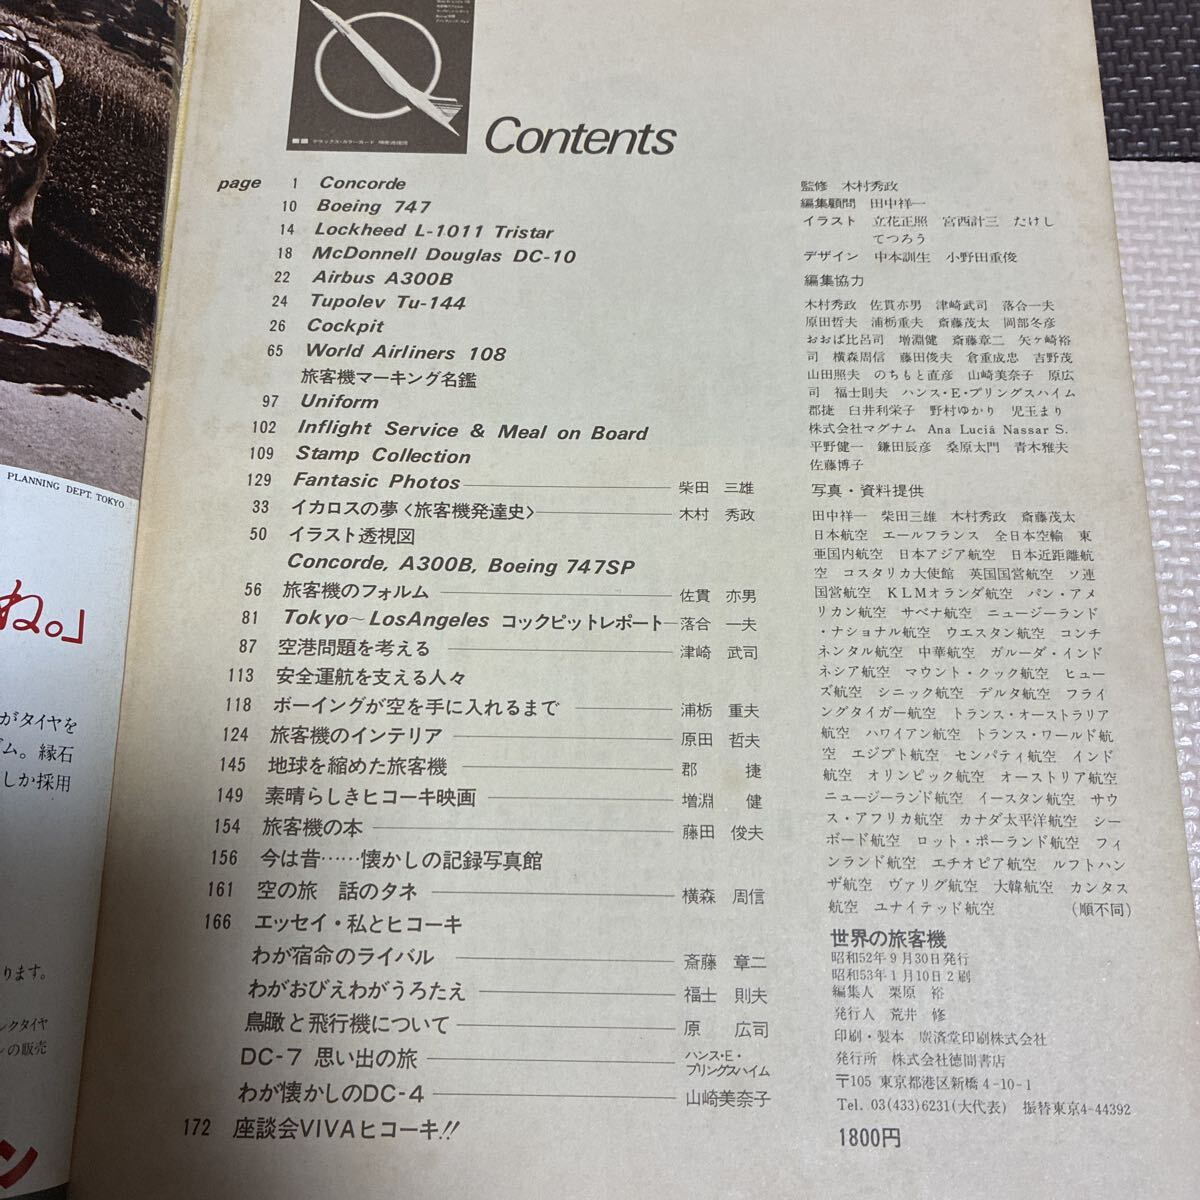 デラックス・カラーカード 特密透視図
Contents
page 1 Concorde
10 Boeing 747
14 Lockheed L-1011 Tristar
18 McDonnell Douglas DC-10
22 Airbus A300B
24 Tupolev Tu-144
26 Cockpit
65 World Airliners 108
旅客機マーキング名鑑
97 Uniform
102 Inflight Service & Meal on Board
109 Stamp Collection
129 Fantasic Photos 柴田 三雄
33 イカロスの夢〈旅客機発達史〉 木村 秀政
50 イラスト透視図
Concorde, A300B, Boeing 747SP
56 旅客機のフォルム 佐貫 亦男
81 Tokyo～LosAngeles コックピットレポート 落合 一夫
87 空港問題を考える 津崎 武司
113 安全運航を支える人々
118 ボーイングが空を手に入れるまで 浦栃 重夫
124 旅客機のインテリア 原田 哲夫
145 地球を縮めた旅客機 郡 捷
149 素晴らしきヒコーキ映画 増淵 健
154 旅客機の本 藤田 俊夫
156 今は昔……懐かしの記録写真館
161 空の旅 話のタネ 横森 周信
166 エッセイ・私とヒコーキ
わが宿命のライバル 斎藤 章二
わがおびえわがうろたえ 福士 則夫
鳥瞰と飛行機について 原 広司
DC-7 思い出の旅 ハンス・E・プリングスハイム
わが懐かしのDC-4 山崎美奈子
172 座談会VIVAヒコーキ!!
監修 木村秀政
編集顧問 田中祥一
イラスト 立花正照 宮西計三 たけし
てつろう
デザイン 中本訓生 小野田重俊
編集協力
木村秀政 佐貫亦男 津崎武司 落合一夫
原田哲夫 浦栃重夫 斎藤茂太 岡部冬彦
おおば比呂司 増淵健 斎藤章二 矢ヶ崎裕
司 横森周信 藤田俊夫 倉重成忠 吉野茂
山田照夫 のちもと直彦 山崎美奈子 原広
司 福士則夫 ハンス・E・プリングスハイム
郡捷 臼井利栄子 野村ゆかり 児玉まり
株式会社マグナム Ana Luciá Nassar S.
平野健一 鎌田辰彦 桑原太門 青木雅夫
佐藤博子
写真・資料提供
田中祥一 柴田三雄 木村秀政 斎藤茂太
日本航空 エールフランス 全日本空輸 東
亜国内航空 日本アジア航空 日本近距離航
空 コスタリカ大使館 英国国営航空 ソ連
国営航空 KLMオランダ航空 パン・アメ
リカン航空 サベナ航空 ニュージーランド
・ナショナル航空 ウエスタン航空 コンチ
ネンタル航空 中華航空 ガルーダ・インド
ネシア航空 マウント・クック航空 ヒュー
ズ航空 シニック航空 デルタ航空 フライ
ングタイガー航空 トランス・オーストラリア
航空 ハワイアン航空 トランス・ワールド航
空 エジプト航空 センパティ航空 インド
航空 オリンピック航空 オーストリア航空
ニュージーランド航空 イースタン航空 サウ
ス・アフリカ航空 カナダ太平洋航空 シー
ボード航空 ロット・ポーランド航空 フィ
ンランド航空 エチオピア航空 ルフトハン
ザ航空 ヴァリグ航空 大韓航空 カンタス
航空 ユナイテッド航空 (順不同)
世界の旅客機
昭和52年9月30日発行
昭和53年1月10日2刷
編集人 栗原 裕
発行人 荒井 修
印刷・製本 廣済堂印刷株式会社
発行所 株式会社徳間書店
〒105 東京都港区新橋4-10-1
Tel. 03(433)6231(大代表) 振替東京4-44392
1800円
PLANNING DEPT. TOKYO
ね。」
がタイヤを
ム。縁石
しか採用
ります。
ックタイヤ
の販売
ン